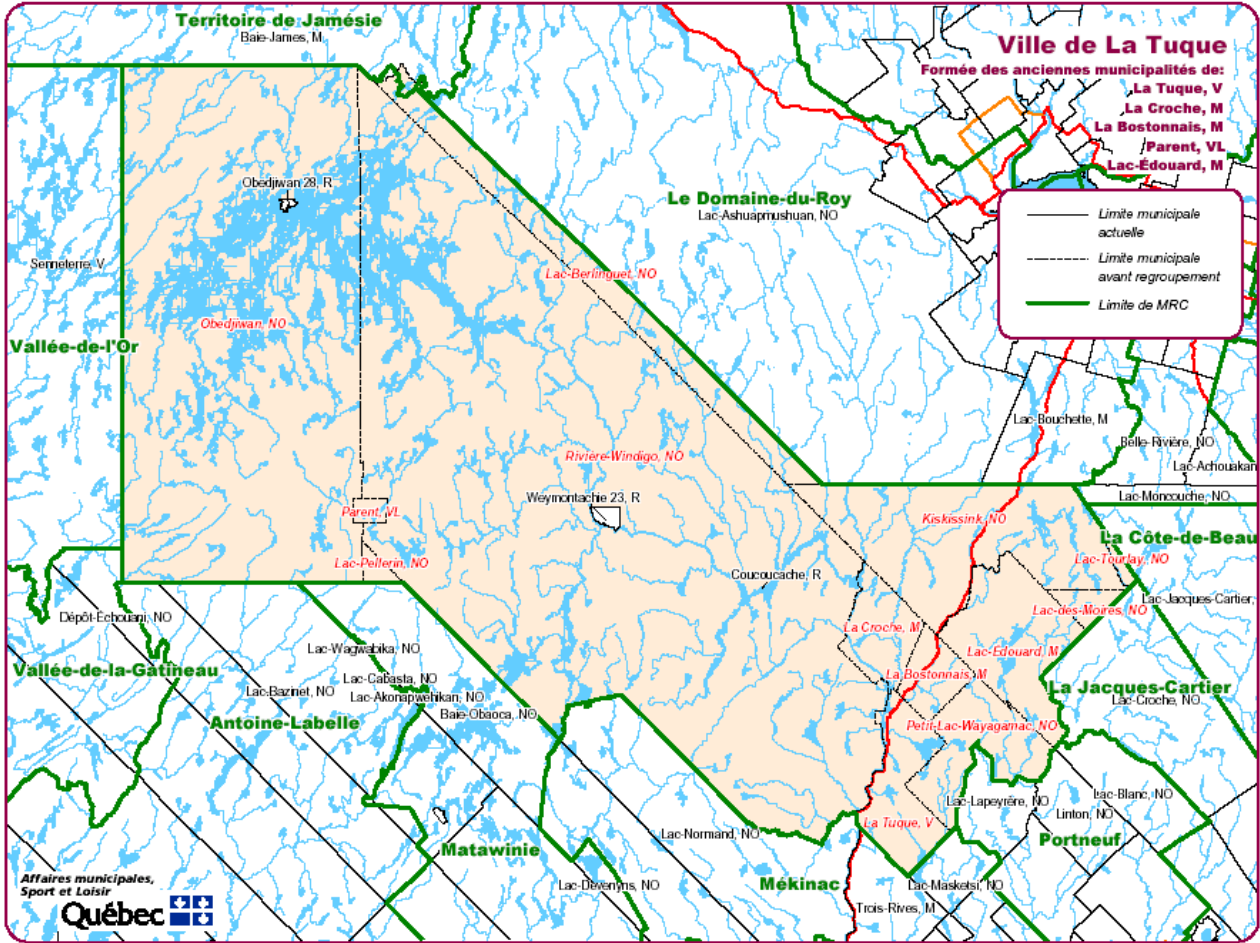 Territoire de Jamésie
Baie-James, M
Ville de La Tuque
Formée des anciennes municipalités de:
La Tuque, V
La Croche, M
La Bostonnais, M
Parent, VL
Lac-Édouard, M
Limite municipale
actuelle
Limite municipale
avant regroupement
Limite de MRC
Obedjiwan 28, R
Le Domaine-du-Roy
Lac-Ashuapmushuan, NO
Senneterre, V
Lac-Berlinguet, NO
Obedjiwan, NO
Vallée-de-l'Or
Lac-Bouchette, M
Belle-Rivière, NO
Lac-Achouakan
Rivière-Windigo, NO
Lac-Moncouche, NO
Weymontachie 23, R
Parent, VL
Kiskissink, NO
La Côte-de-Beau
Lac-Tourlay, NO
Lac-Pellerin, NO
Coucoucache, R
Lac-Jacques-Cartier,
Lac-des-Moires, NO
Dépôt-Échouani, NO
La Croche, M
Lac-Wagwabika, NO
Lac-Édouard, M
Vallée-de-la-Gatineau
Lac-Cabasta, NO
La Bostonnais, M
Lac-Bazinet, NO
Lac-Akonapwehikan, NO
La Jacques-Cartier
Lac-Croche, NO
Baie-Obaoca, NO
Antoine-Labelle
Petit-Lac-Wayagamac, NO
Lac-Lapeyrère, NO
Lac-Blanc, NO
Linton, NO
La Tuque, V
Lac-Normand, NO
Portneuf
Matawinie
Lac-Devenyns, NO
Mékinac
Lac-Masketsi, NO
Trois-Rives, M
Affaires municipales,
Sport et Loisir
Québec